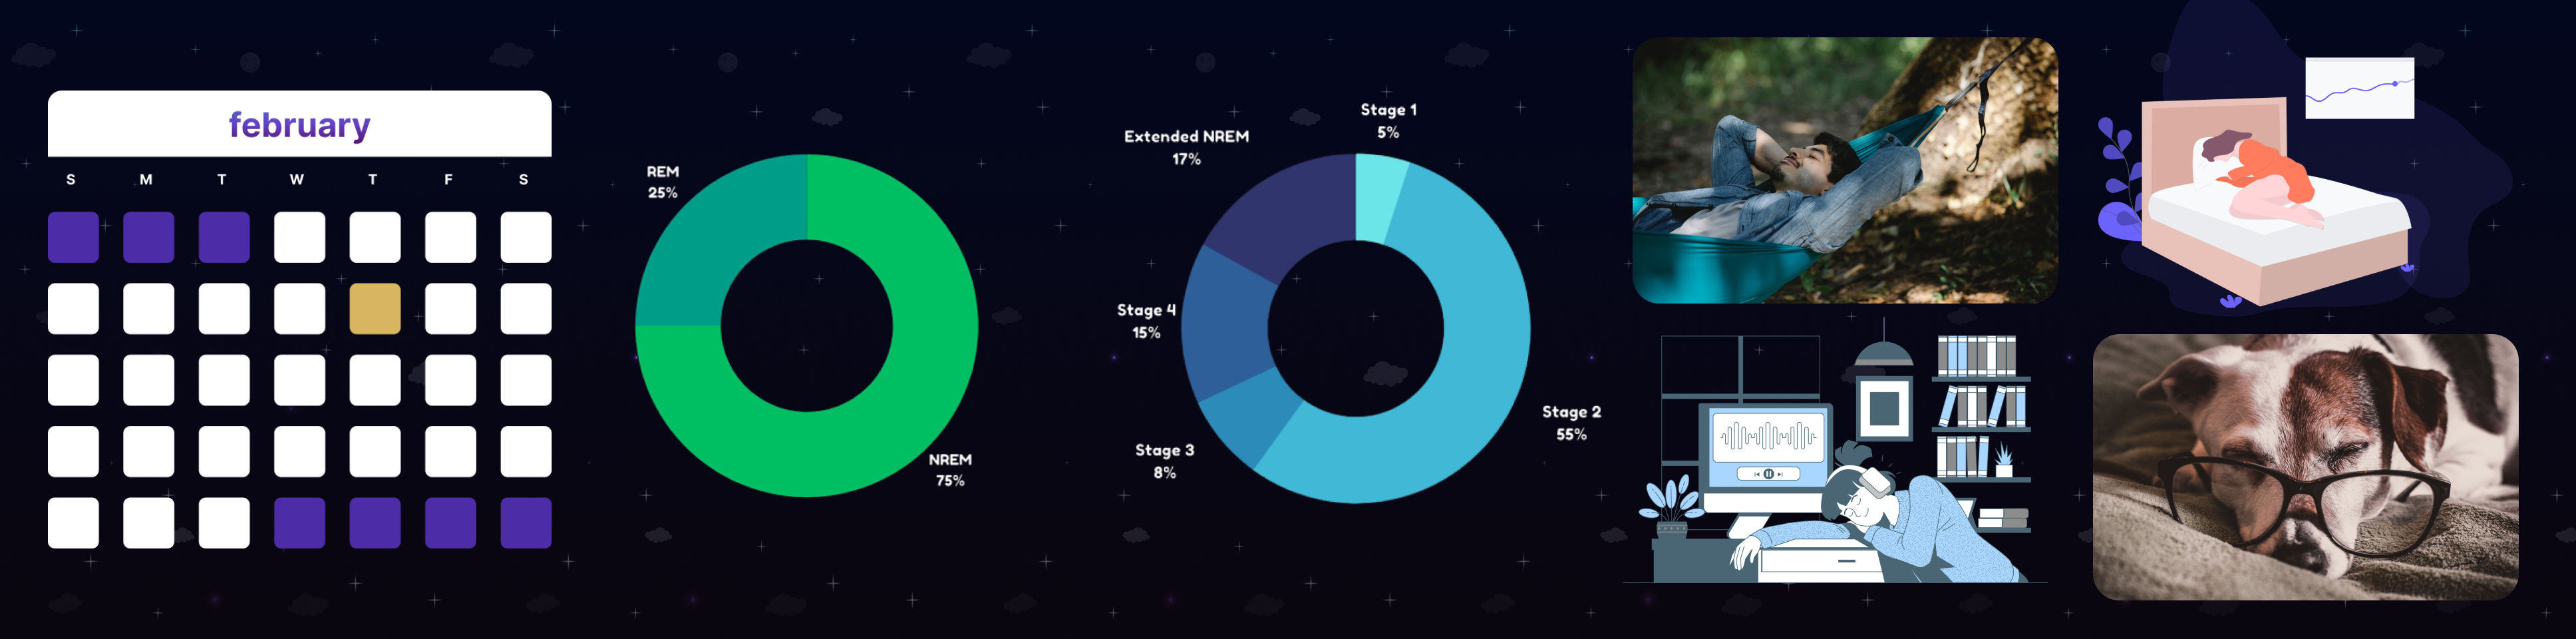 february
S M T W T F S
REM
25%
NREM
75%
Extended NREM
17%
Stage 1
5%
Stage 4
15%
Stage 3
8%
Stage 2
55%